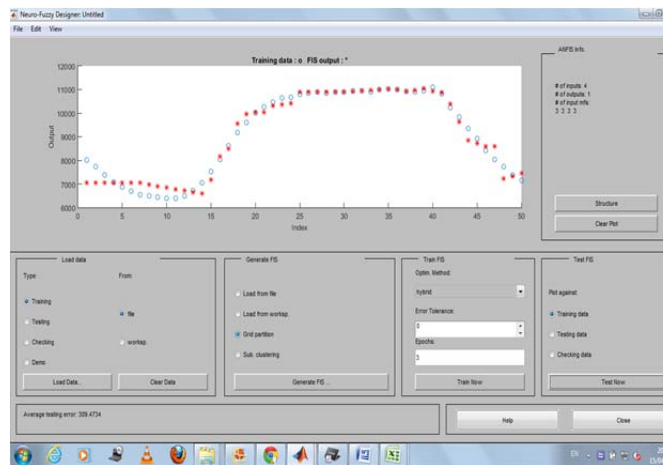 Neuro-Fuzzy Designer: Untitled
File Edit View
Training data : o FIS output : *
12000
11000
10000
9000
8000
7000
6000
Output
0 5 10 15 20 25 30 35 40 45 50
Index
ANFIS Info.
# of inputs: 4
# of outputs: 1
# of input mfs:
3 3 3 3
Structure
Clear Plot
Load data
Type:
From:
Training
Testing
Checking
Demo
file
worksp.
Load Data...
Clear Data
Generate FIS
Load from file
Load from worksp.
Grid partition
Sub. clustering
Generate FIS ...
Train FIS
Optim. Method:
hybrid
Error Tolerance:
0
Epochs:
3
Train Now
Test FIS
Plot against:
Training data
Testing data
Checking data
Test Now
Average testing error: 309.4734
Help
Close
EN